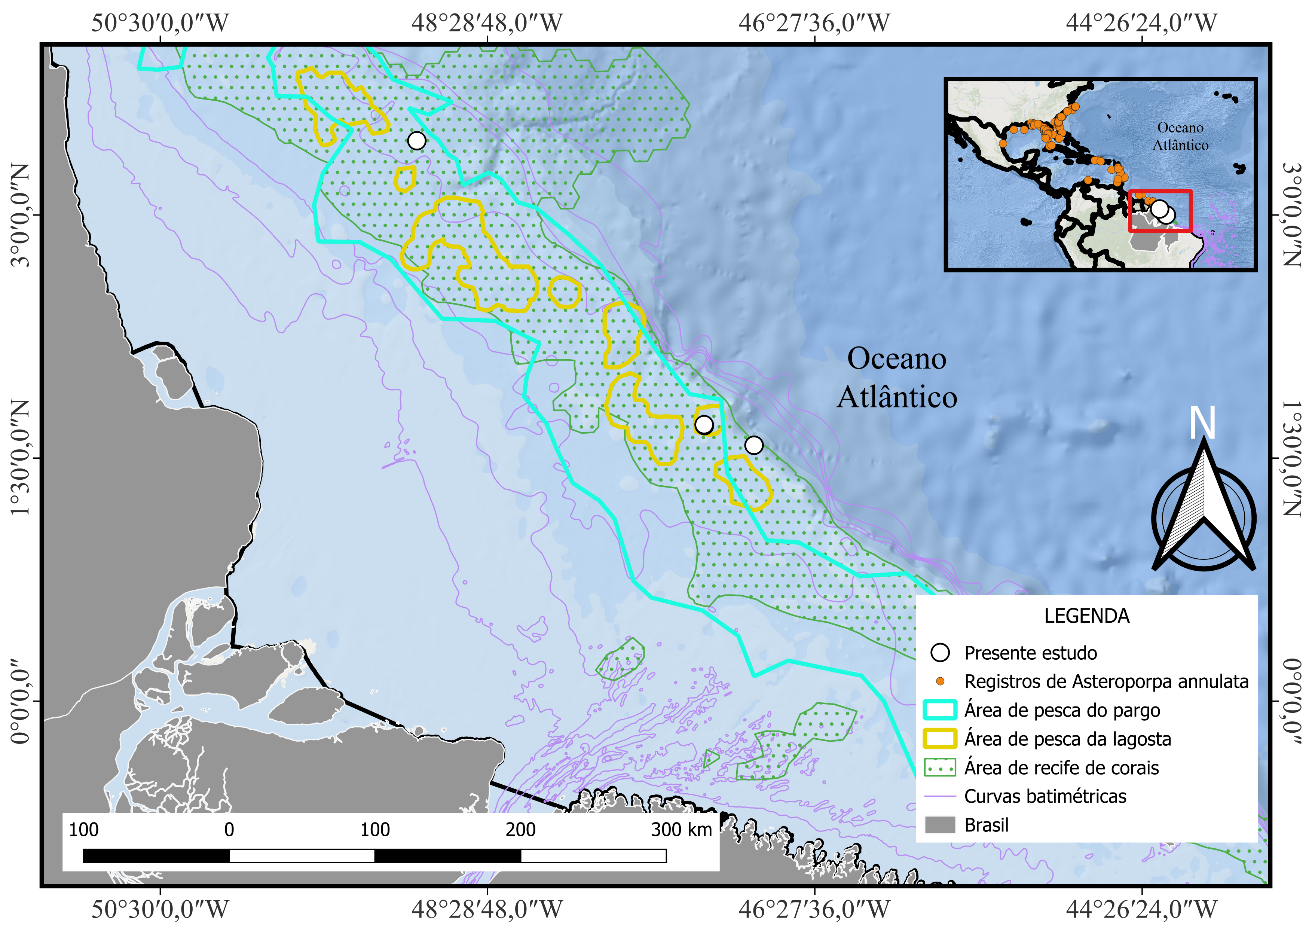 50°30'0,0"W 48°28'48,0"W 46°27'36,0"W 44°26'24,0"W
3°0'0,0"N
1°30'0,0"N
0°0'0,0"
3°0'0,0"N
1°30'0,0"N
0°0'0,0"
Oceano
Atlântico
Oceano
Atlântico
N
LEGENDA
Presente estudo
Registros de Asteroporpa annulata
Área de pesca do pargo
Área de pesca da lagosta
Área de recife de corais
Curvas batimétricas
Brasil
100 0 100 200 300 km
50°30'0,0"W 48°28'48,0"W 46°27'36,0"W 44°26'24,0"W